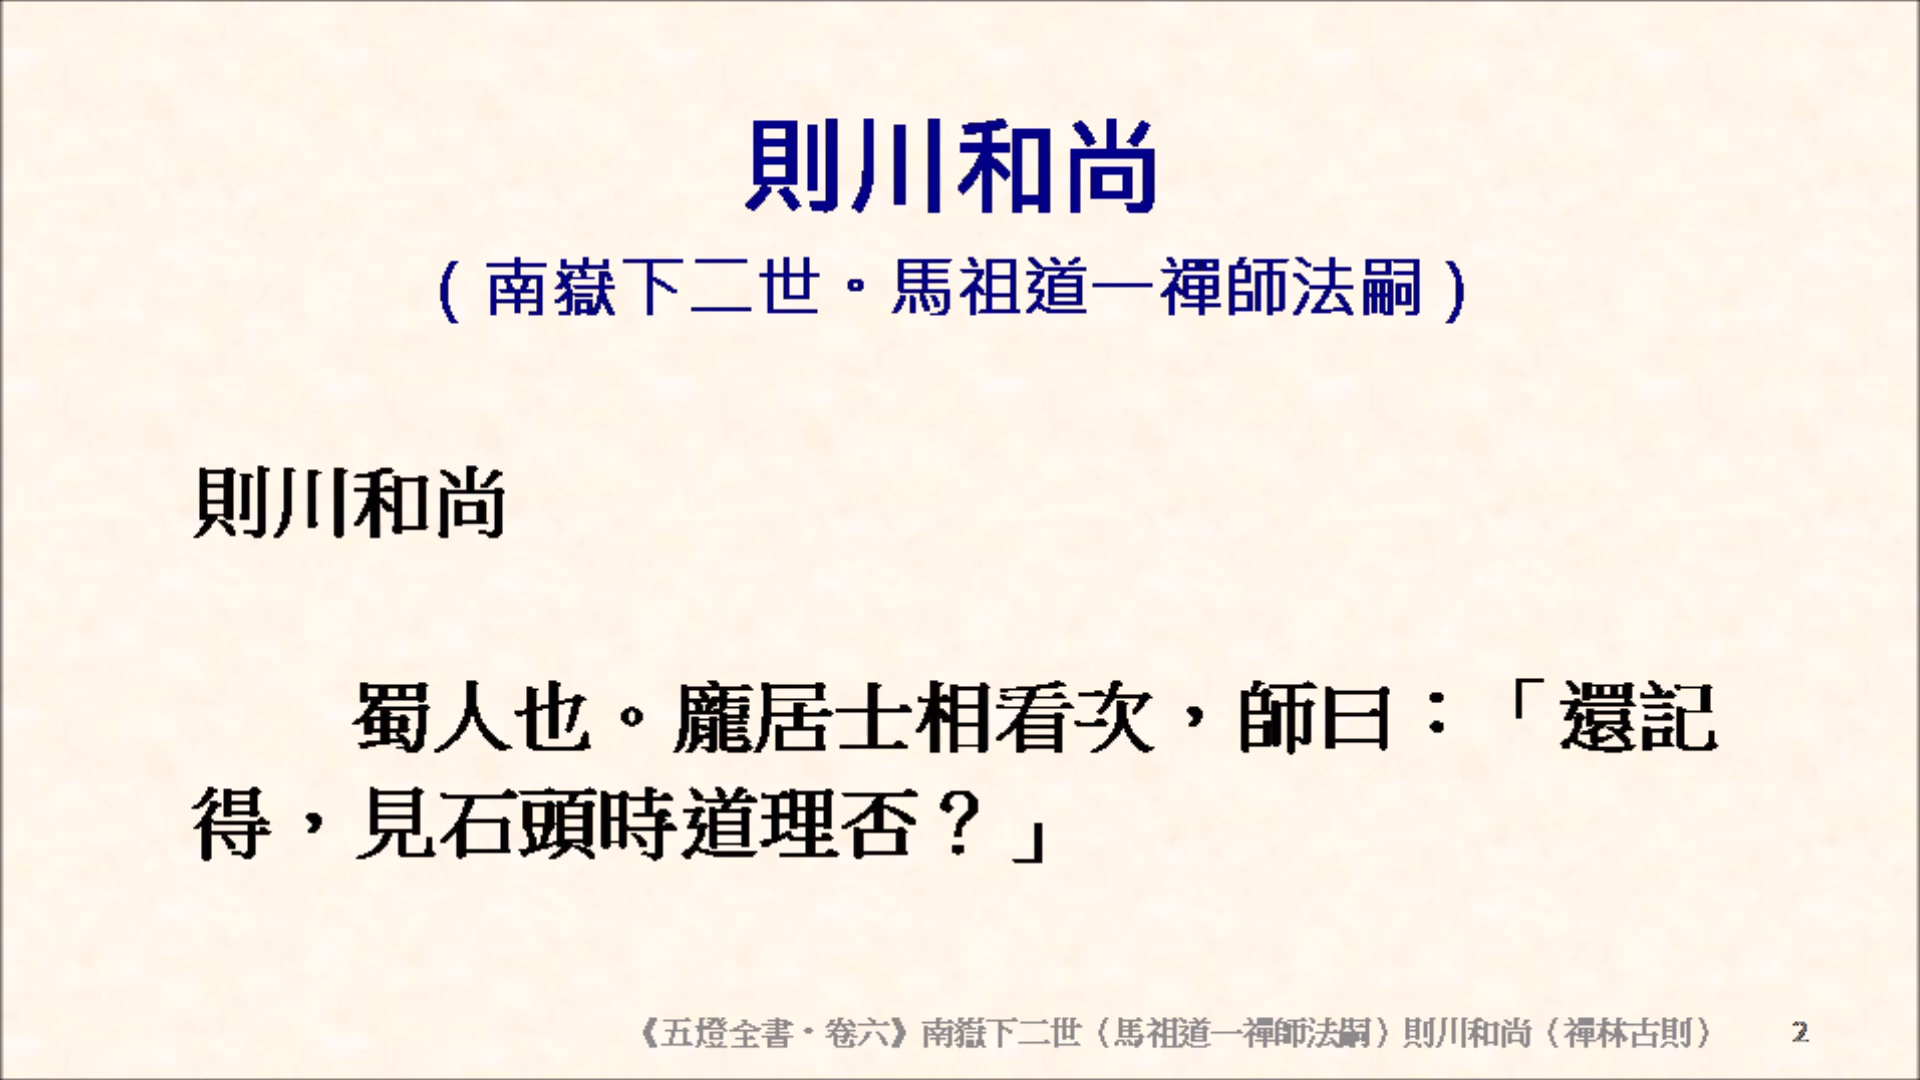 則川和尚
（南嶽下二世。馬祖道一禪師法嗣）
則川和尚
蜀人也。龐居士相看次，師曰：「還記
得，見石頭時道理否？」
《五燈全書‧卷六》南嶽下二世（馬祖道一禪師法嗣）則川和尚（禪林古則） 2